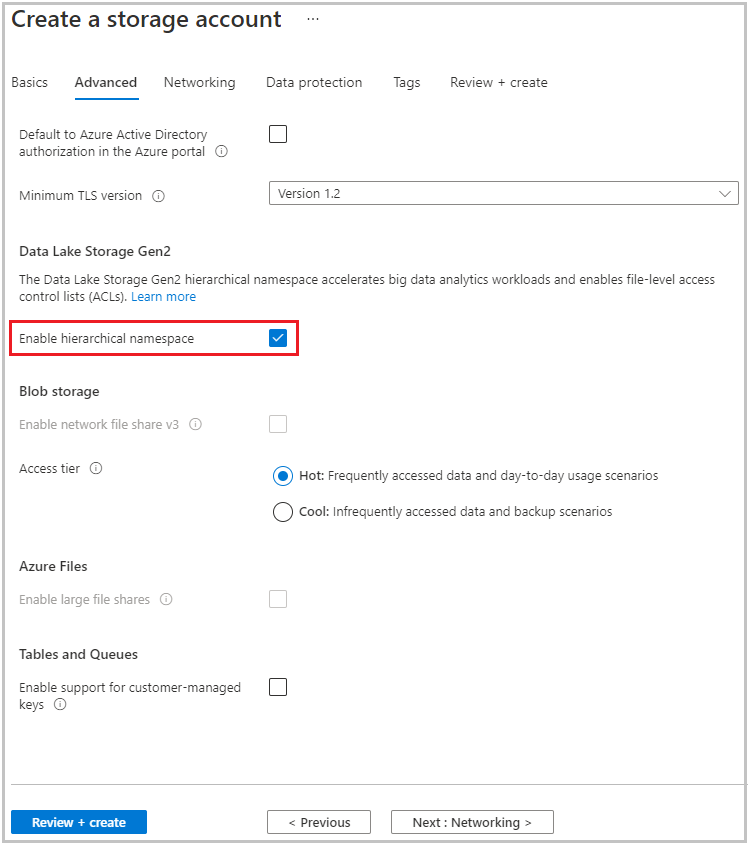 Create a storage account ...
Basics Advanced Networking Data protection Tags Review + create
Default to Azure Active Directory
authorization in the Azure portal
Minimum TLS version Version 1.2
Data Lake Storage Gen2
The Data Lake Storage Gen2 hierarchical namespace accelerates big data analytics workloads and enables file-level access
control lists (ACLs). Learn more
Enable hierarchical namespace
Blob storage
Enable network file share v3
Access tier
Hot: Frequently accessed data and day-to-day usage scenarios
Cool: Infrequently accessed data and backup scenarios
Azure Files
Enable large file shares
Tables and Queues
Enable support for customer-managed
keys
Review + create < Previous Next : Networking >